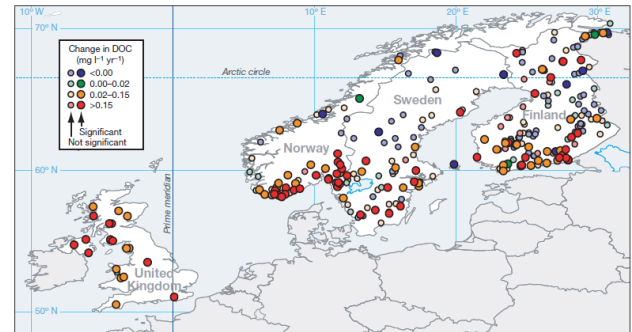 10° W
0°
10° E
20° E
30° E
70° N
Change in DOC
(mg l⁻¹ yr⁻¹)
<0.00
0.00–0.02
0.02–0.15
>0.15
Significant
Not significant
Arctic circle
Sweden
Finland
Norway
60° N
Prime meridian
United
Kingdom
50° N